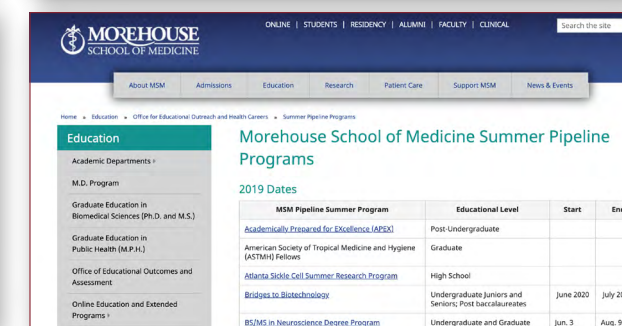 MOREHOUSE
SCHOOL OF MEDICINE
ONLINE | STUDENTS | RESIDENCY | ALUMNI | FACULTY | CLINICAL
Search the site
About MSM Admissions Education Research Patient Care Support MSM News & Events
Home Education Office for Educational Outreach and Health Careers Summer Pipeline Programs
Education
Academic Departments
M.D. Program
Graduate Education in
Biomedical Sciences (Ph.D. and M.S.)
Graduate Education in
Public Health (M.P.H.)
Office of Educational Outcomes and
Assessment
Online Education and Extended
Programs
Morehouse School of Medicine Summer Pipeline
Programs
2019 Dates
MSM Pipeline Summer Program Educational Level Start
Academically Prepared for EXcellence (APEX) Post-Undergraduate
American Society of Tropical Medicine and Hygiene Graduate
(ASTMH) Fellows
Atlanta Sickle Cell Summer Research Program High School
Bridges to Biotechnology Undergraduate Juniors and June 2020 July 20
Seniors; Post baccalaureates
BS/MS in Neuroscience Degree Program Undergraduate and Graduate Jun. 3 Aug. 9